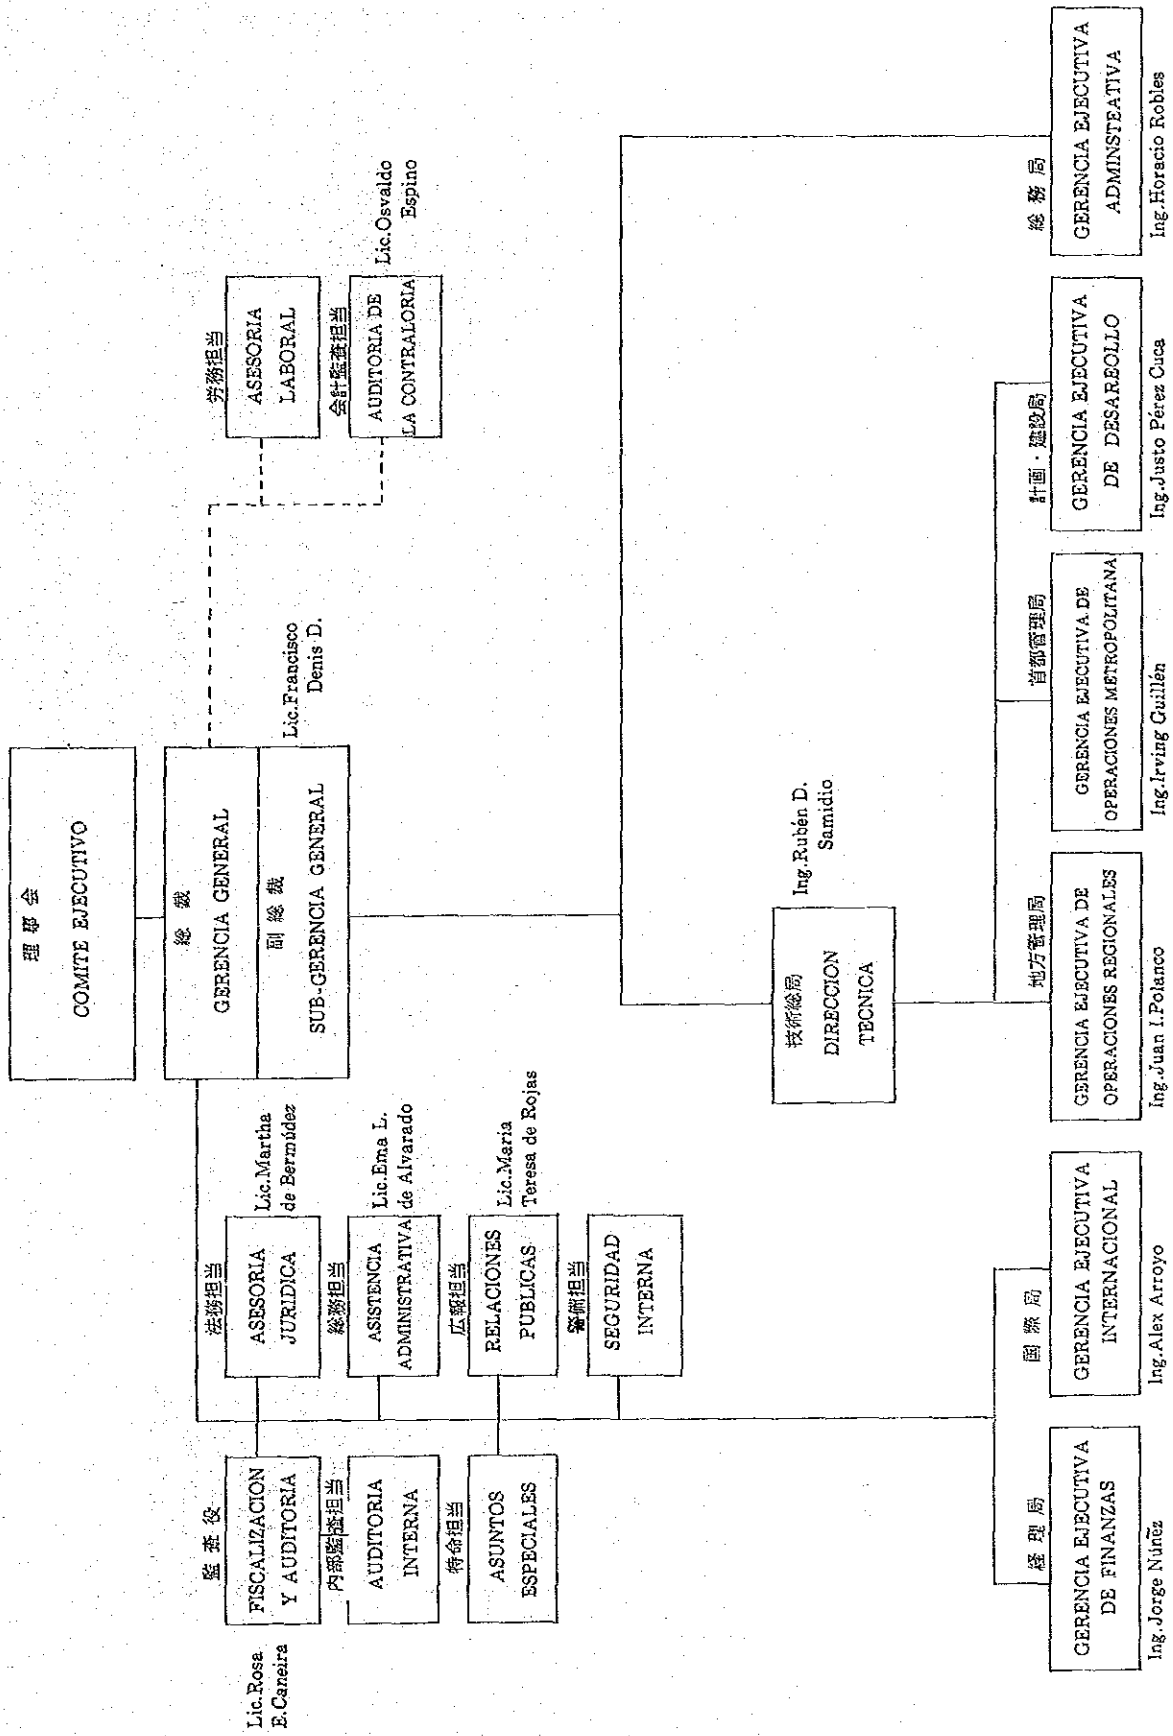 理事会
COMITE EJECUTIVO
総裁
GERENCIA GENERAL
副総裁
SUB-GERENCIA GENERAL
Lic.Francisco
Denis D.
労務担当
ASESORIA
LABORAL
会計監査担当
AUDITORIA DE
LA CONTRALORIA
Lic.Osvaldo
Espino
監査役
FISCALIZACION
Y AUDITORIA
Lic.Rosa
E.Caneira
法務担当
ASESORIA
JURIDICA
Lic.Martha
de Bermúdez
内部監査担当
AUDITORIA
INTERNA
総務担当
ASISTENCIA
ADMINISTRATIVA
Lic.Ema L.
de Alvarado
特命担当
ASUNTOS
ESPECIALES
広報担当
RELACIONES
PUBLICAS
Lic.Maria
Teresa de Rojas
警備担当
SEGURIDAD
INTERNA
技術総局
DIRECCION
TECNICA
Ing.Rubén D.
Samidio
経理局
GERENCIA EJECUTIVA
DE FINANZAS
Ing.Jorge Nuñez
国際局
GERENCIA EJECUTIVA
INTERNACIONAL
Ing.Alex Arroyo
地方管理局
GERENCIA EJECUTIVA DE
OPERACIONES REGIONALES
Ing.Juan I.Polanco
首都管理局
GERENCIA EJECUTIVA DE
OPERACIONES METROPOLITANA
Ing.Irving Guillén
計画・建設局
GERENCIA EJECUTIVA
DE DESAREOLLO
Ing.Justo Pérez Cuca
総務局
GERENCIA EJECUTIVA
ADMINSTEATIVA
Ing.Horacio Robles